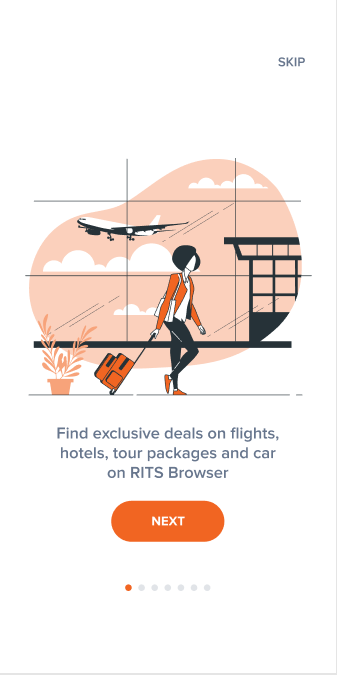 SKIP
Find exclusive deals on flights,
hotels, tour packages and car
on RITS Browser
NEXT